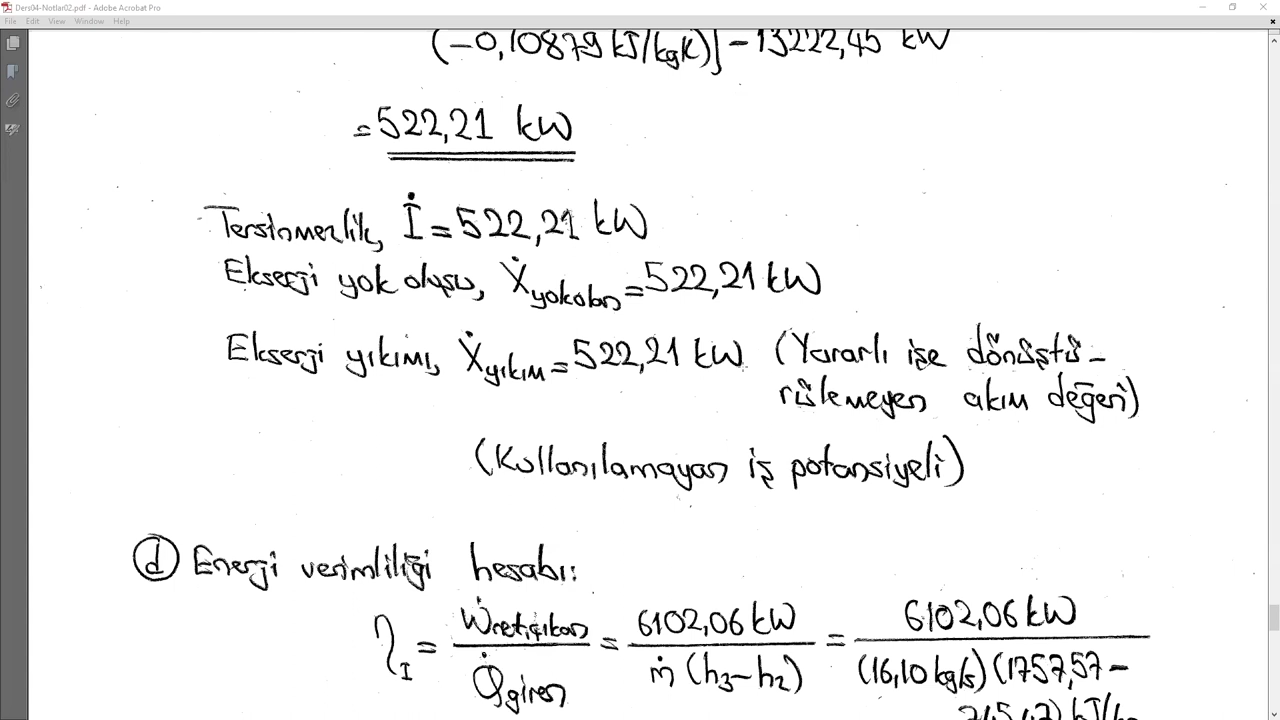 Ders04-Notlar02.pdf - Adobe Acrobat Pro
File Edit View Window Help
(-0,10879 kJ/kgK)] - 13222,45 kW
= 522,21 kW
Tersinmezlik, İ = 522,21 kW
Ekserji yok oluşu, Ẋyokolan = 522,21 kW
Ekserji yıkımı, Ẋyıkım = 522,21 kW (Yararlı işe dönüştü-
rülemeyen akım değeri)
(Kullanılamayan iş potansiyeli)
d Enerji verimliliği hesabı:
η_I = Ẇnet,çıkan / Q̇giren = 6102,06 kW / ṁ (h3-h2) = 6102,06 kW / (16,10 kg/s) (1757,57 -